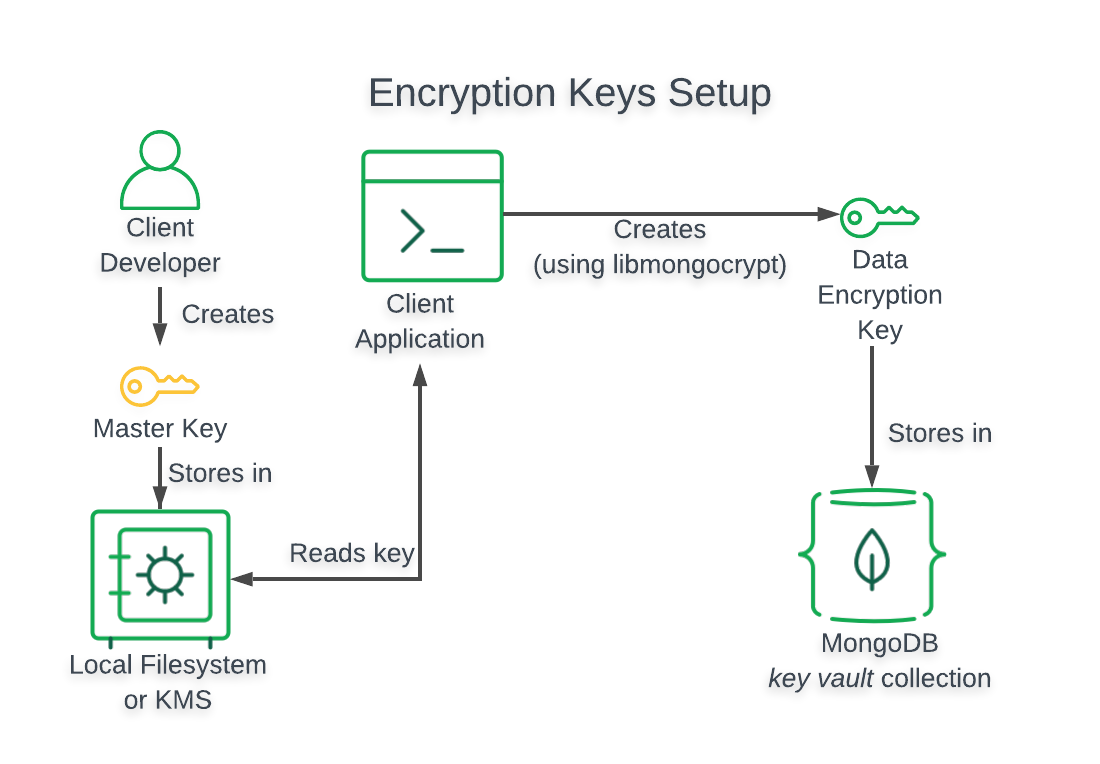 Encryption Keys Setup
Client
Developer
Creates
Master Key
Stores in
Local Filesystem
or KMS
Reads key
Client
Application
Creates
(using libmongocrypt)
Data
Encryption
Key
Stores in
MongoDB
key vault collection